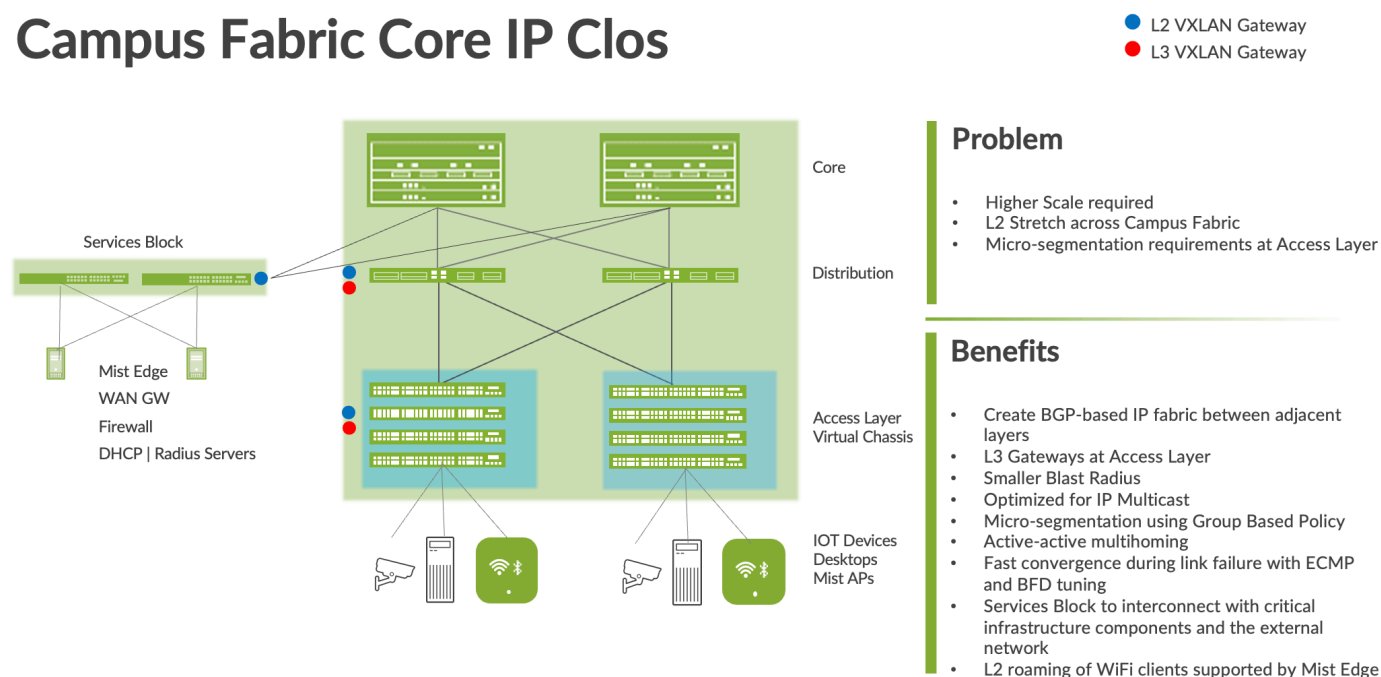 Campus Fabric Core IP Clos
L2 VXLAN Gateway
L3 VXLAN Gateway
Services Block
Mist Edge
WAN GW
Firewall
DHCP | Radius Servers
Core
Distribution
Access Layer
Virtual Chassis
IOT Devices
Desktops
Mist APs
Problem
• Higher Scale required
• L2 Stretch across Campus Fabric
• Micro-segmentation requirements at Access Layer
Benefits
• Create BGP-based IP fabric between adjacent
layers
• L3 Gateways at Access Layer
• Smaller Blast Radius
• Optimized for IP Multicast
• Micro-segmentation using Group Based Policy
• Active-active multihoming
• Fast convergence during link failure with ECMP
and BFD tuning
• Services Block to interconnect with critical
infrastructure components and the external
network
• L2 roaming of WiFi clients supported by Mist Edge